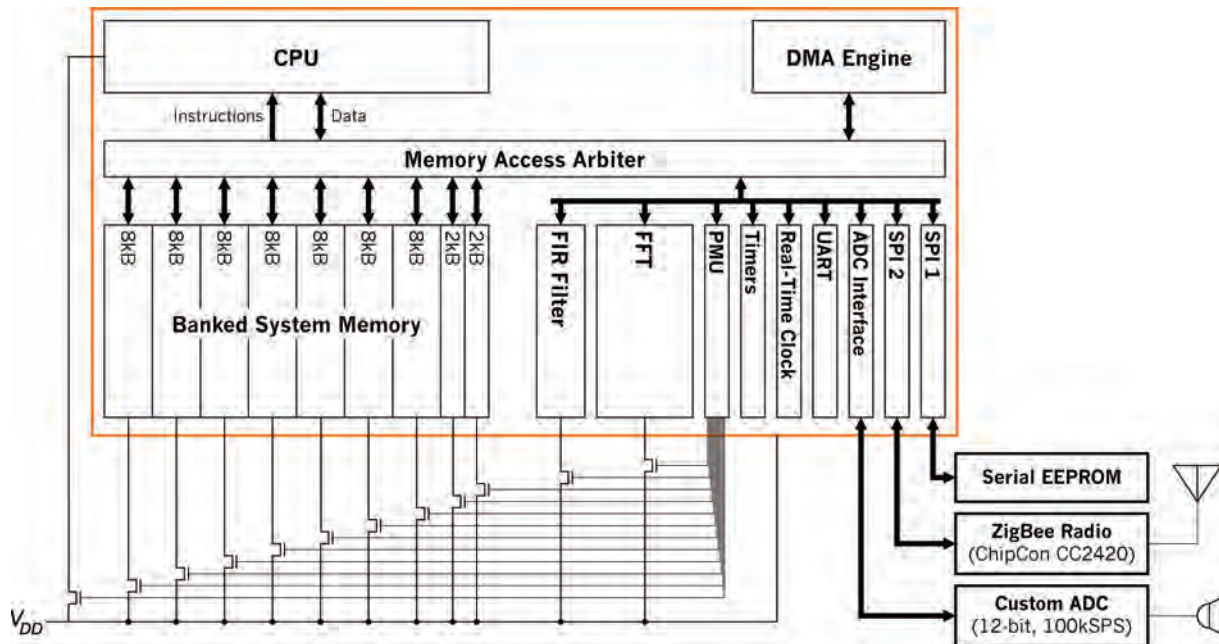 CPU
DMA Engine
Instructions
Data
Memory Access Arbiter
8kB
8kB
8kB
8kB
8kB
8kB
8kB
2kB
2kB
Banked System Memory
FIR Filter
FFT
PMU
Timers
Real-Time Clock
UART
ADC Interface
SPI 2
SPI 1
Serial EEPROM
ZigBee Radio
(ChipCon CC2420)
Custom ADC
(12-bit, 100kSPS)
VDD